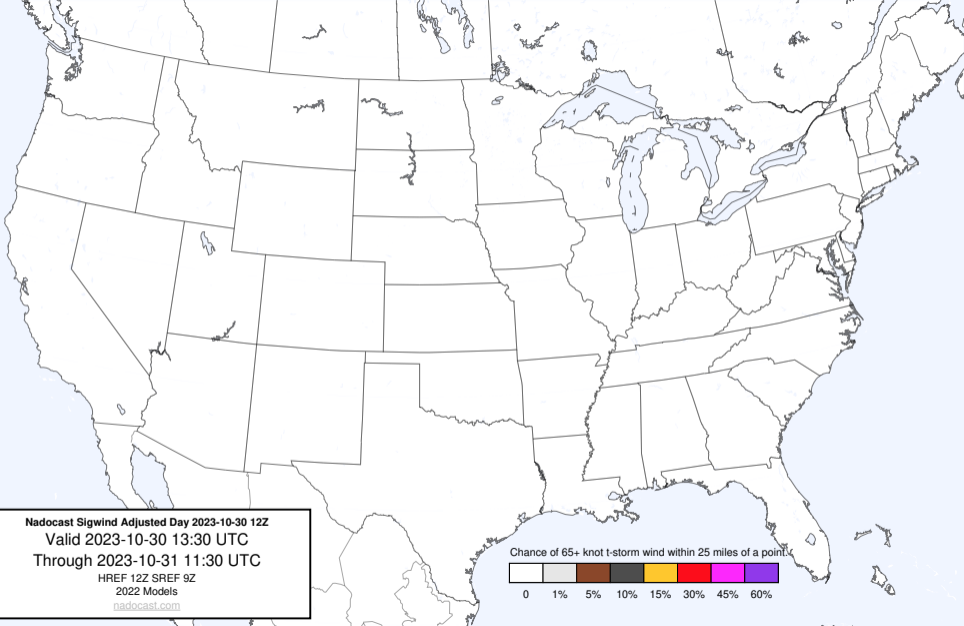 Nadocast Sigwind Adjusted Day 2023-10-30 12Z
Valid 2023-10-30 13:30 UTC
Through 2023-10-31 11:30 UTC
HREF 12Z SREF 9Z
2022 Models
nadocast.com
Chance of 65+ knot t-storm wind within 25 miles of a point.
0 1% 5% 10% 15% 30% 45% 60%